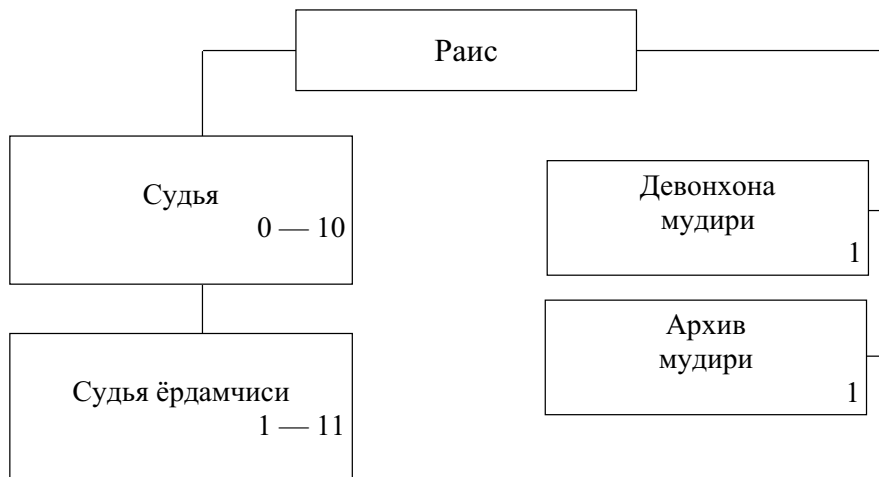 Раис
Судья
0 — 10
Девонхона
мудири
1
Судья ёрдамчиси
1 — 11
Архив
мудири
1